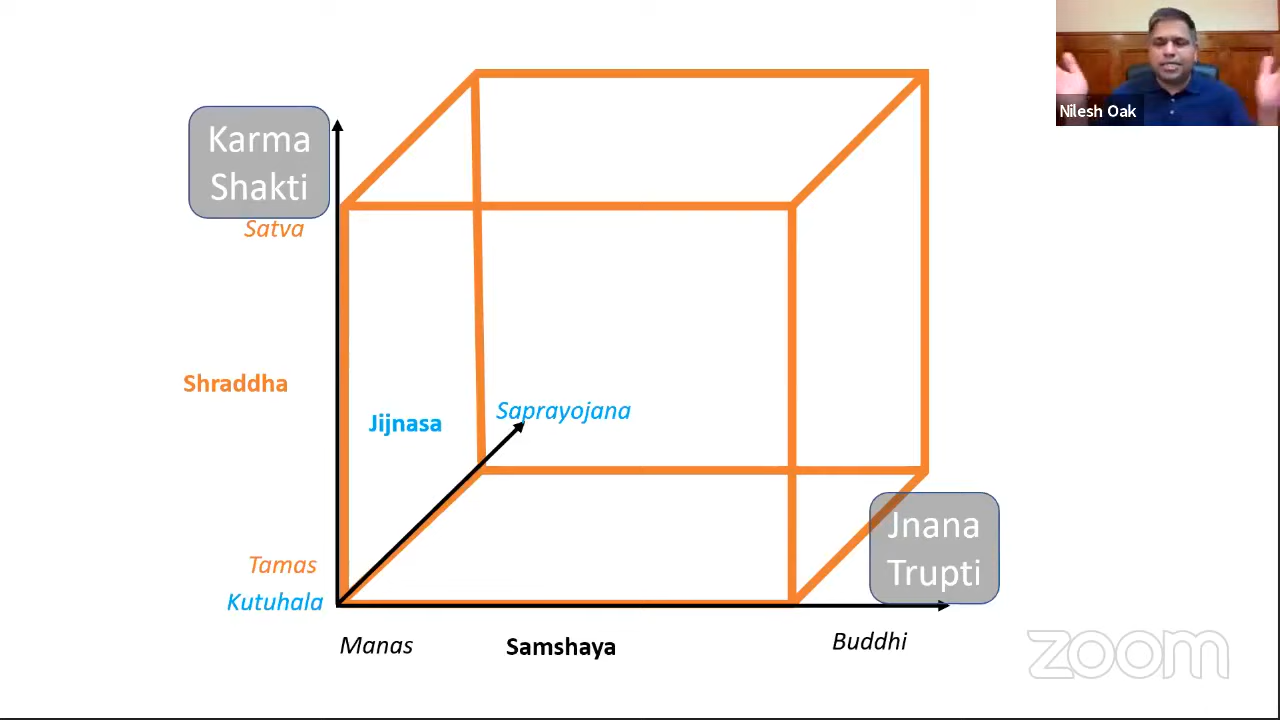 Nilesh Oak
Karma
Shakti
Satva
Shraddha
Jijnasa
Saprayojana
Jnana
Trupti
Tamas
Kutuhala
Manas
Samshaya
Buddhi
zoom